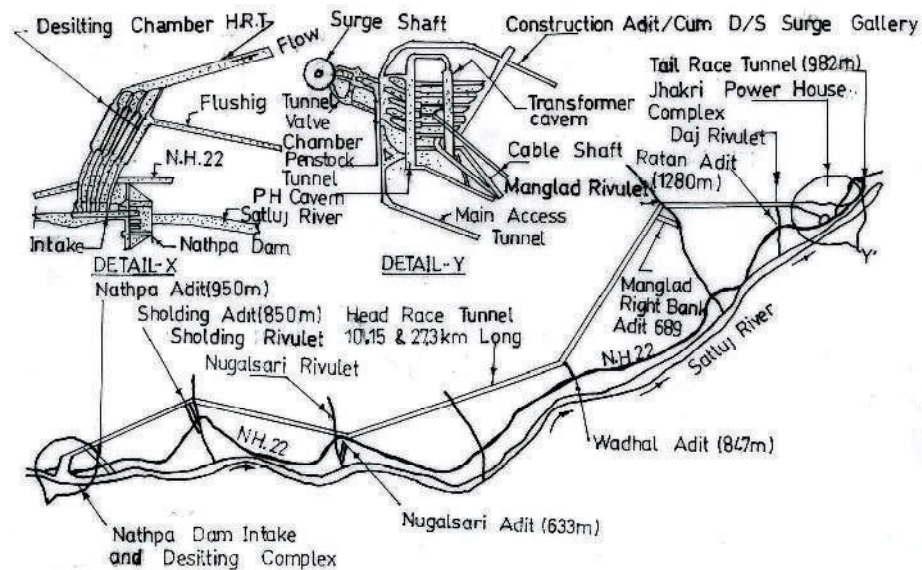 Desilting Chamber H.R.T.
Flow
Flushig
N.H.22
Satluj River
Intake
Nathpa Dam
DETAIL-X
Surge Shaft
Construction Adit/Cum D/S Surge Gallery
Tunnel
Valve
Chamber
Penstock
Tunnel
PH Cavern
Transformer
cavern
Cable Shaft
Main Access
Tunnel
DETAIL-Y
Tail Race Tunnel (982m)
Jhakri Power House
Complex
Daj Rivulet
Ratan Adit
(1280m)
Manglad Rivulet
Y'
Manglad
Right Bank
Adit 689
Nathpa Adit(950m)
Sholding Adit(850m)
Sholding Rivulet
Head Race Tunnel
10.15 & 27.3 km Long
Nugalsari Rivulet
N.H.22
N.H.22
Satluj River
Wadhal Adit (847m)
Nugalsari Adit (633m)
Nathpa Dam Intake
and Desilting Complex